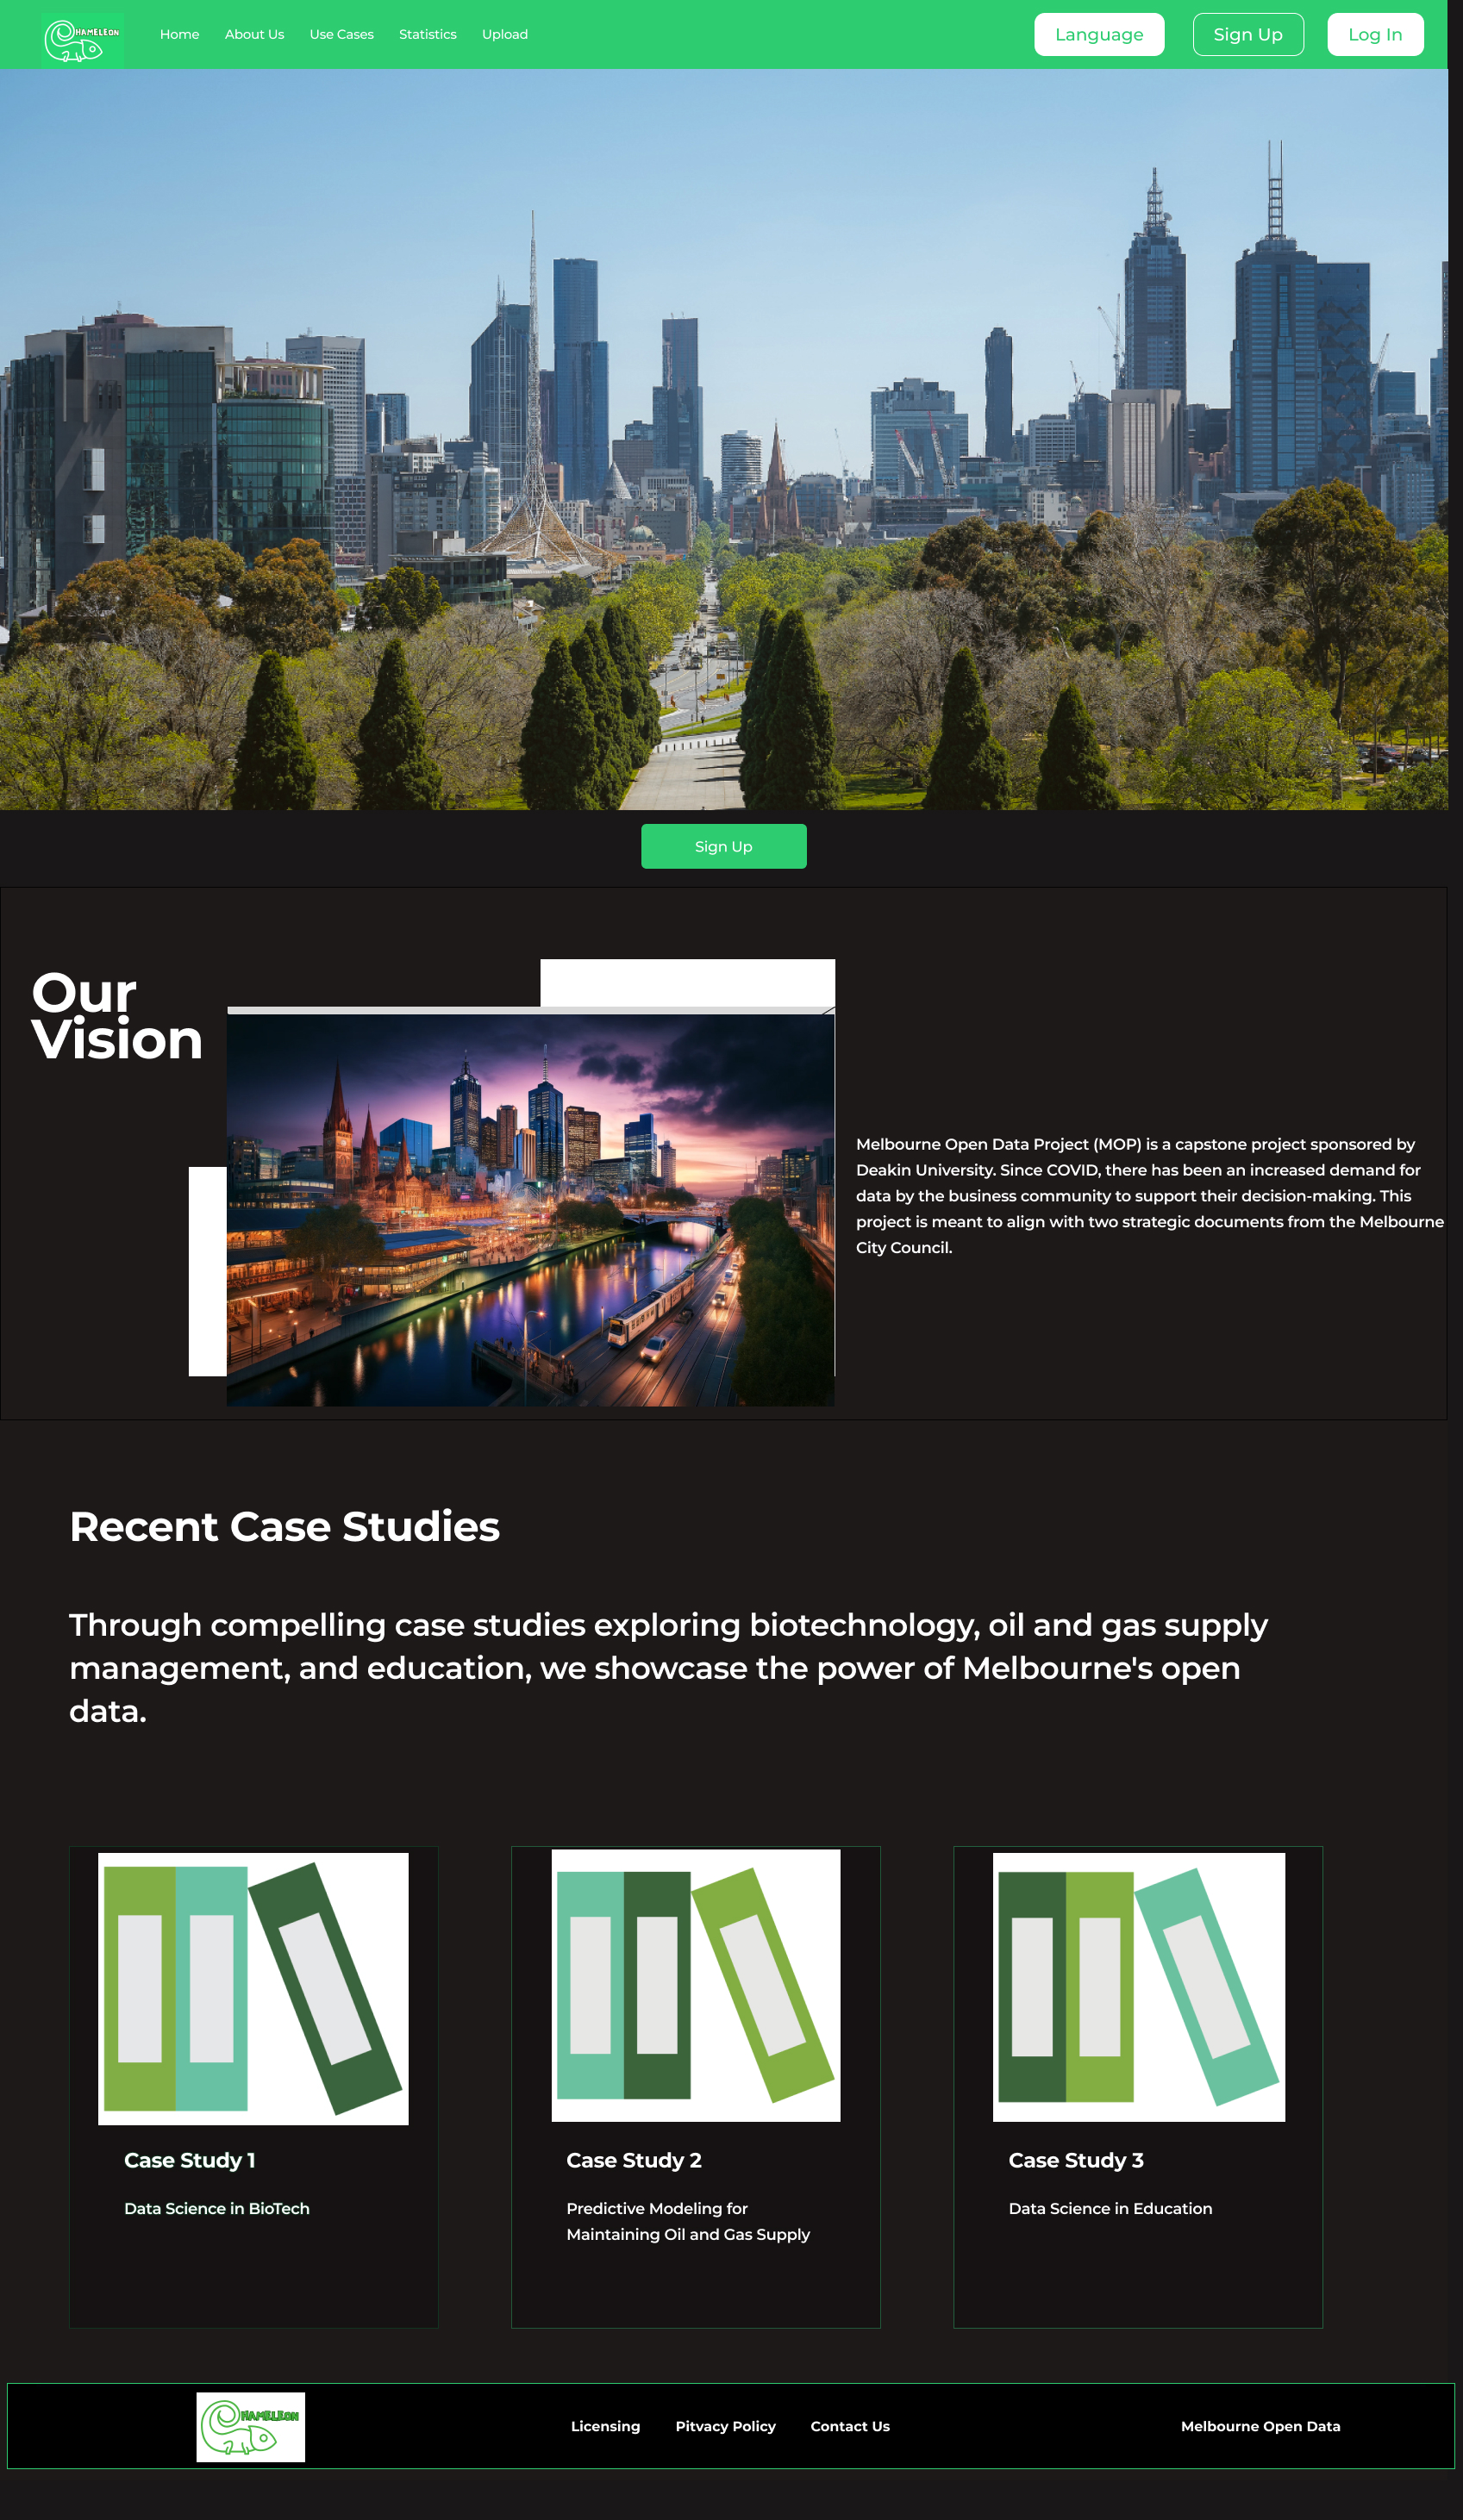 HAMELEON
Home About Us Use Cases Statistics Upload
Language Sign Up Log In
Sign Up
Our
Vision
Melbourne Open Data Project (MOP) is a capstone project sponsored by
Deakin University. Since COVID, there has been an increased demand for
data by the business community to support their decision-making. This
project is meant to align with two strategic documents from the Melbourne
City Council.
Recent Case Studies
Through compelling case studies exploring biotechnology, oil and gas supply
management, and education, we showcase the power of Melbourne's open
data.
Case Study 1
Data Science in BioTech
Case Study 2
Predictive Modeling for
Maintaining Oil and Gas Supply
Case Study 3
Data Science in Education
HAMELEON
Licensing Pitvacy Policy Contact Us
Melbourne Open Data